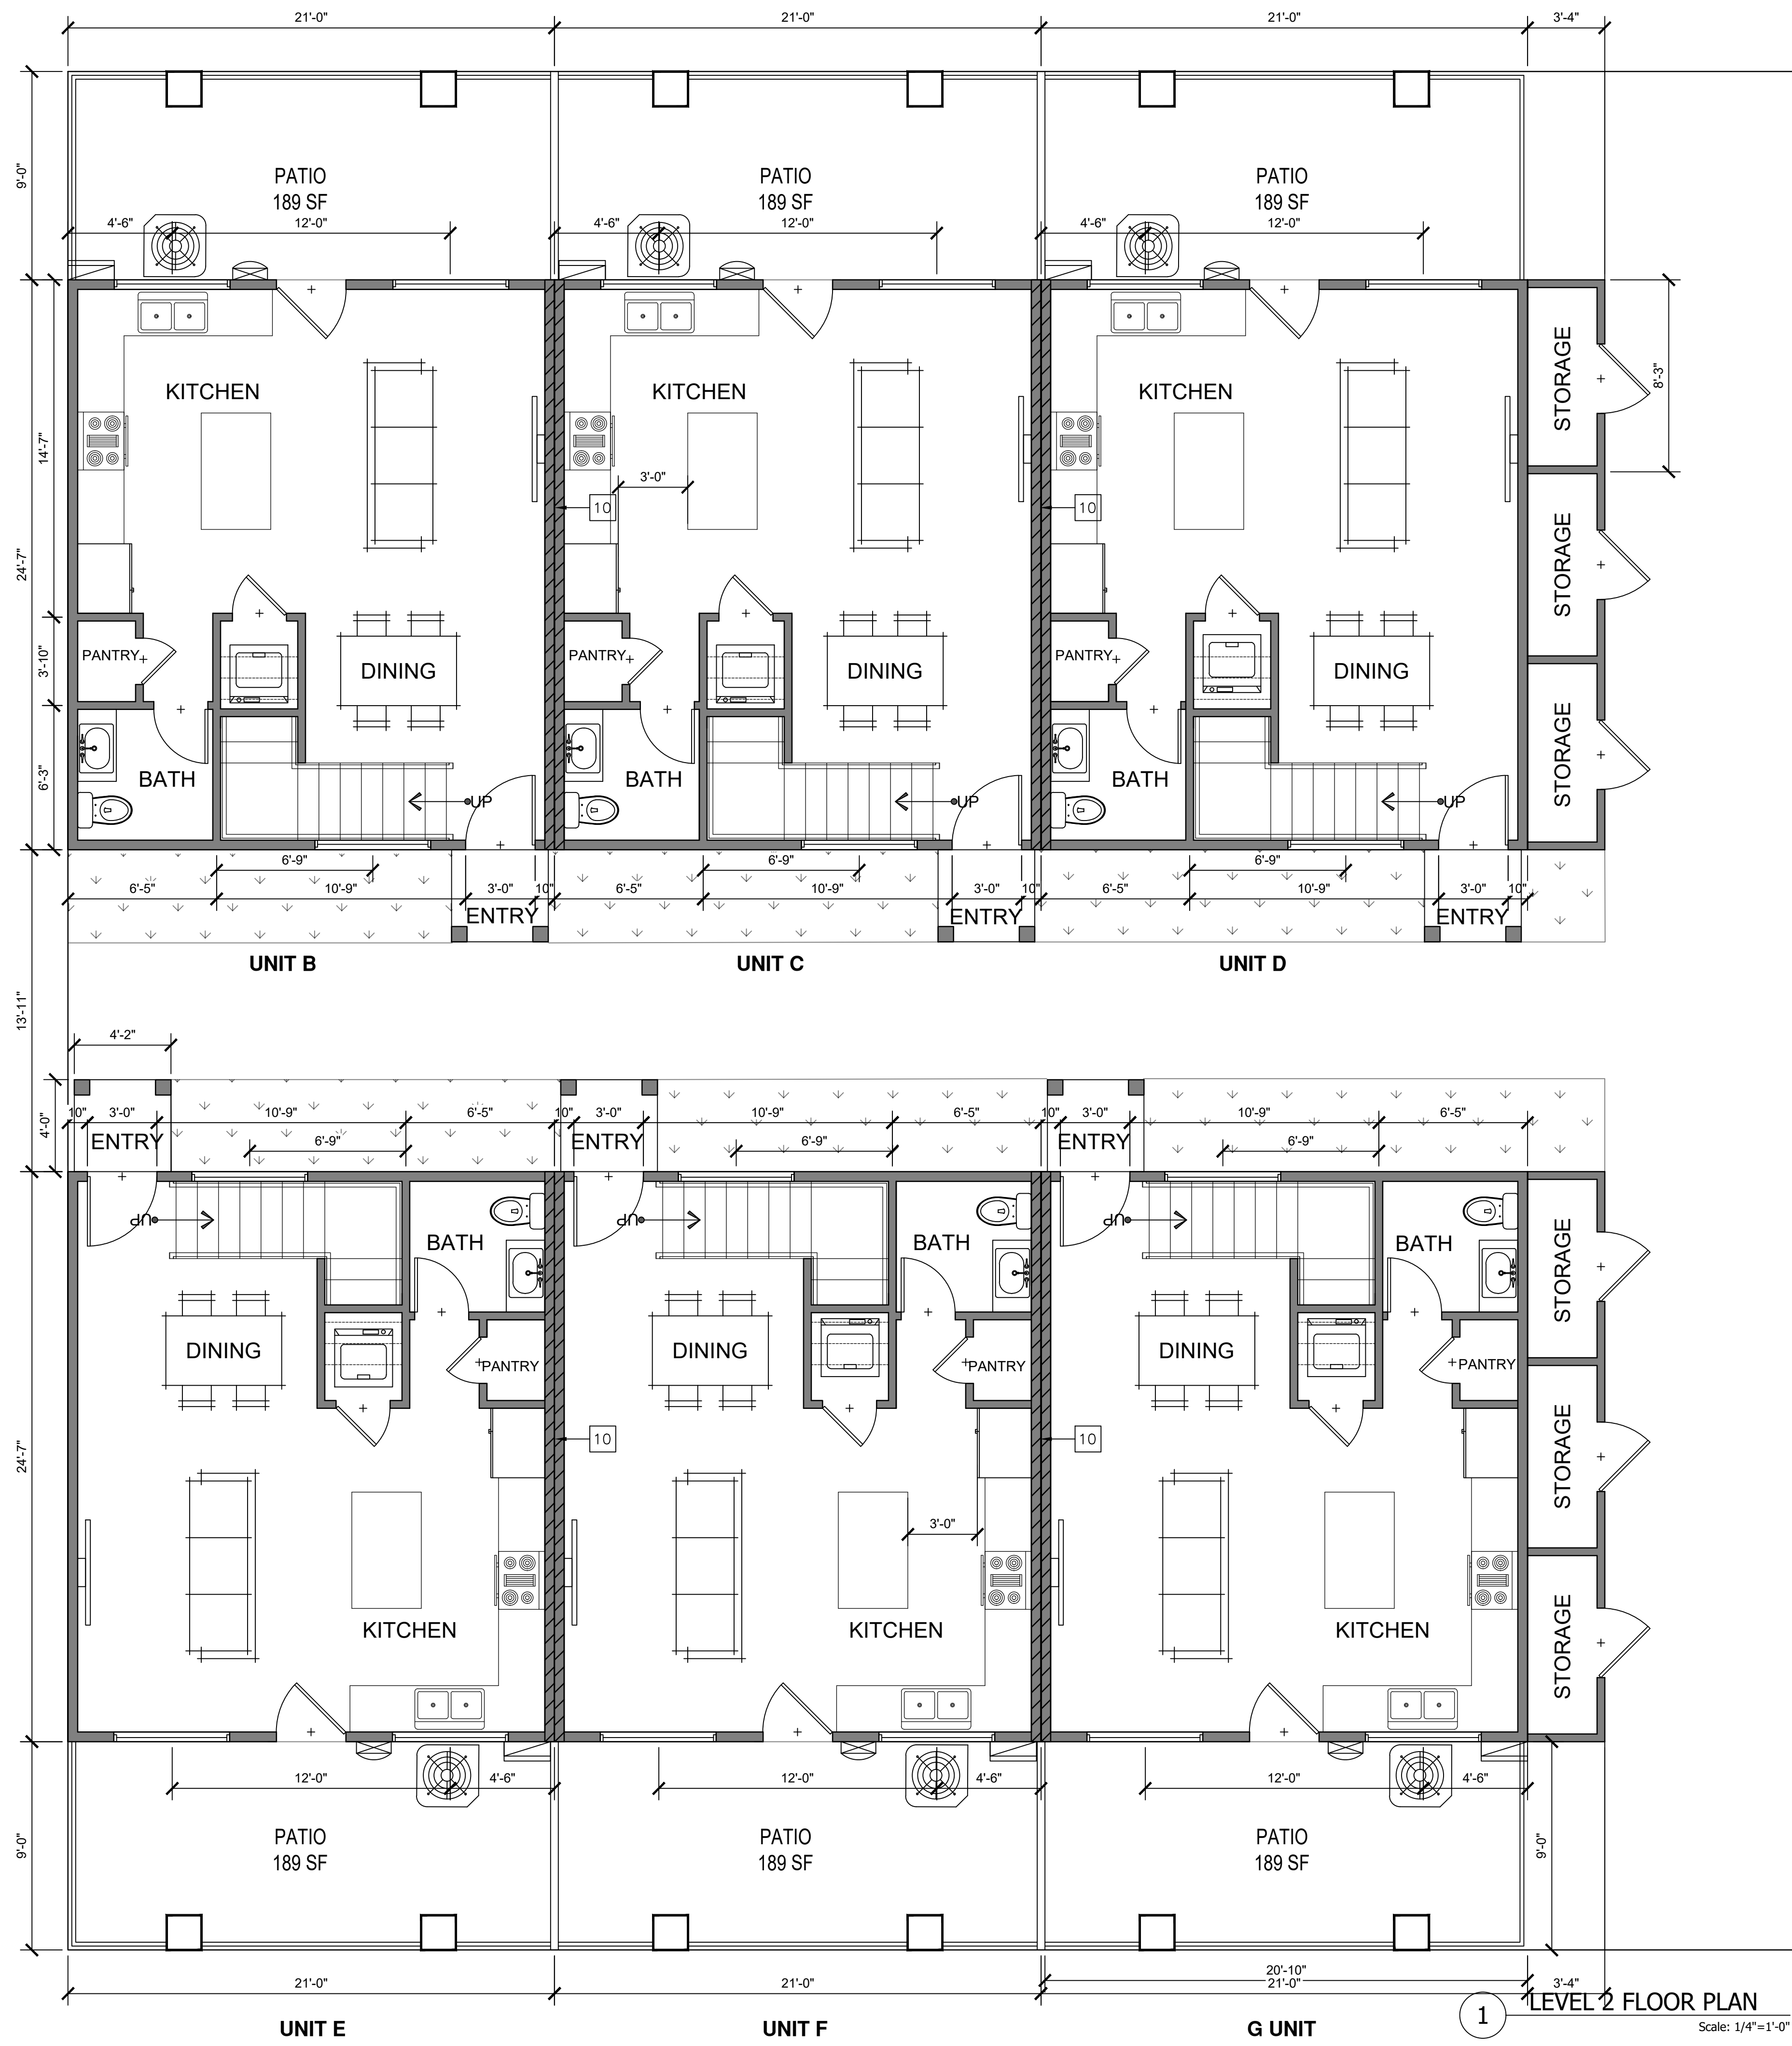 21'-0" 21'-0" 21'-0" 3'-4"
9'-0"
PATIO PATIO PATIO
189 SF 189 SF 189 SF
4'-6" 12'-0" 4'-6" 12'-0" 4'-6" 12'-0"
KITCHEN KITCHEN KITCHEN STORAGE 8'-3"
14'-7"
3'-0"
10 10
24'-7" STORAGE
PANTRY PANTRY PANTRY
3'-10" DINING DINING DINING
6'-3" BATH BATH BATH STORAGE
UP UP UP
6'-9" 6'-9" 6'-9"
6'-5" 10'-9" 3'-0" 10" 6'-5" 10'-9" 3'-0" 10" 6'-5" 10'-9" 3'-0" 10"
ENTRY ENTRY ENTRY
UNIT B UNIT C UNIT D
13'-11"
4'-2"
4'-0"
10" 3'-0" 10'-9" 6'-5" 10" 3'-0" 10'-9" 6'-5" 10" 3'-0" 10'-9" 6'-5"
ENTRY 6'-9" ENTRY 6'-9" ENTRY 6'-9"
UP UP UP
BATH BATH BATH STORAGE
DINING DINING DINING
PANTRY PANTRY PANTRY
10 10
24'-7" STORAGE
3'-0"
KITCHEN KITCHEN KITCHEN STORAGE
12'-0" 4'-6" 12'-0" 4'-6" 12'-0" 4'-6"
PATIO PATIO PATIO
189 SF 189 SF 189 SF
9'-0" 9'-0"
20'-10"
21'-0" 21'-0" 21'-0" 3'-4"
1 LEVEL 2 FLOOR PLAN
Scale: 1/4"=1'-0"
UNIT E UNIT F G UNIT